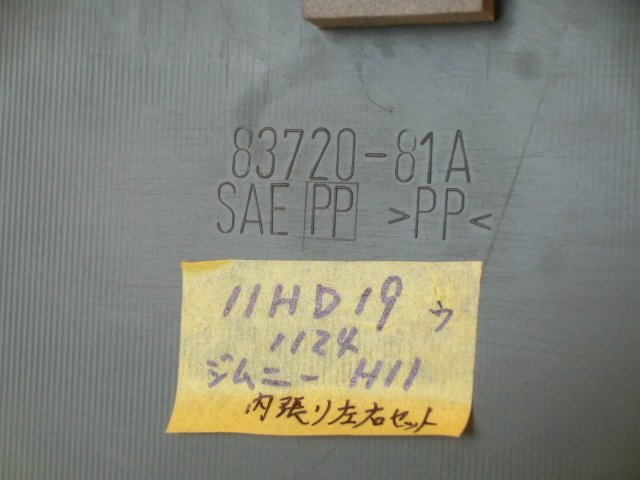 83720-81A
SAE PP >PP<
11HD19 ウ
1124
ジムニー H11
内張り左右セット